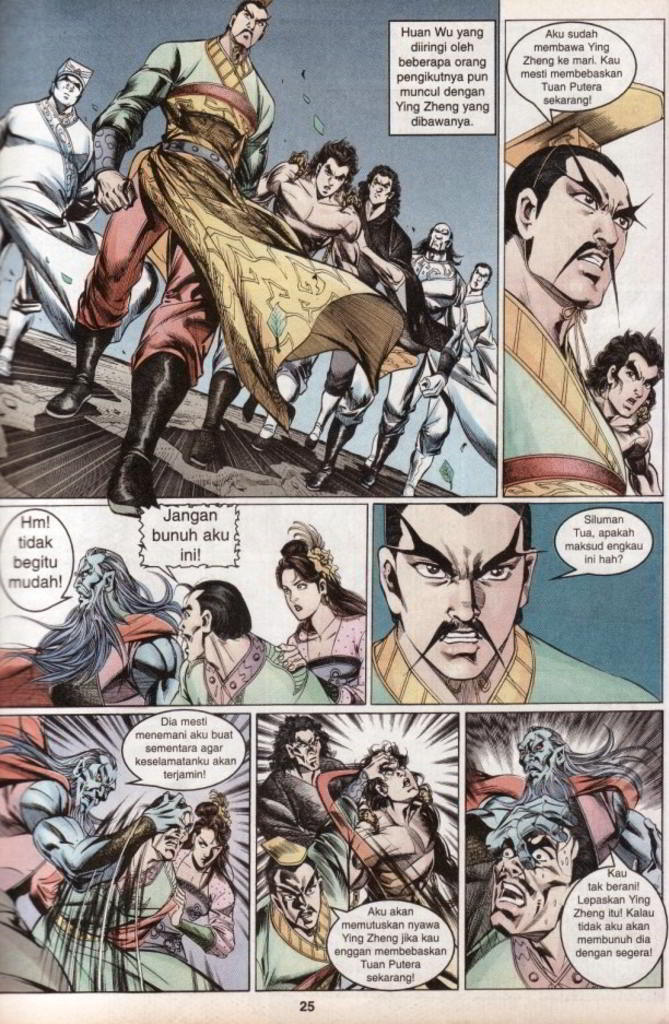 Huan Wu yang
diiringi oleh
beberapa orang
pengikutnya pun
muncul dengan
Ying Zheng yang
dibawanya.
Aku sudah
membawa Ying
Zheng ke mari. Kau
mesti membebaskan
Tuan Putera
sekarang!
Hm!
tidak
begitu
mudah!
Jangan
bunuh aku
ini!
Siluman
Tua, apakah
maksud engkau
ini hah?
Dia mesti
menemani aku buat
sementara agar
keselamatanku akan
terjamin!
Aku akan
memutuskan nyawa
Ying Zheng jika kau
enggan membebaskan
Tuan Putera
sekarang!
Kau
tak berani!
Lepaskan Ying
Zheng itu! Kalau
tidak aku akan
membunuh dia
dengan segera!
25